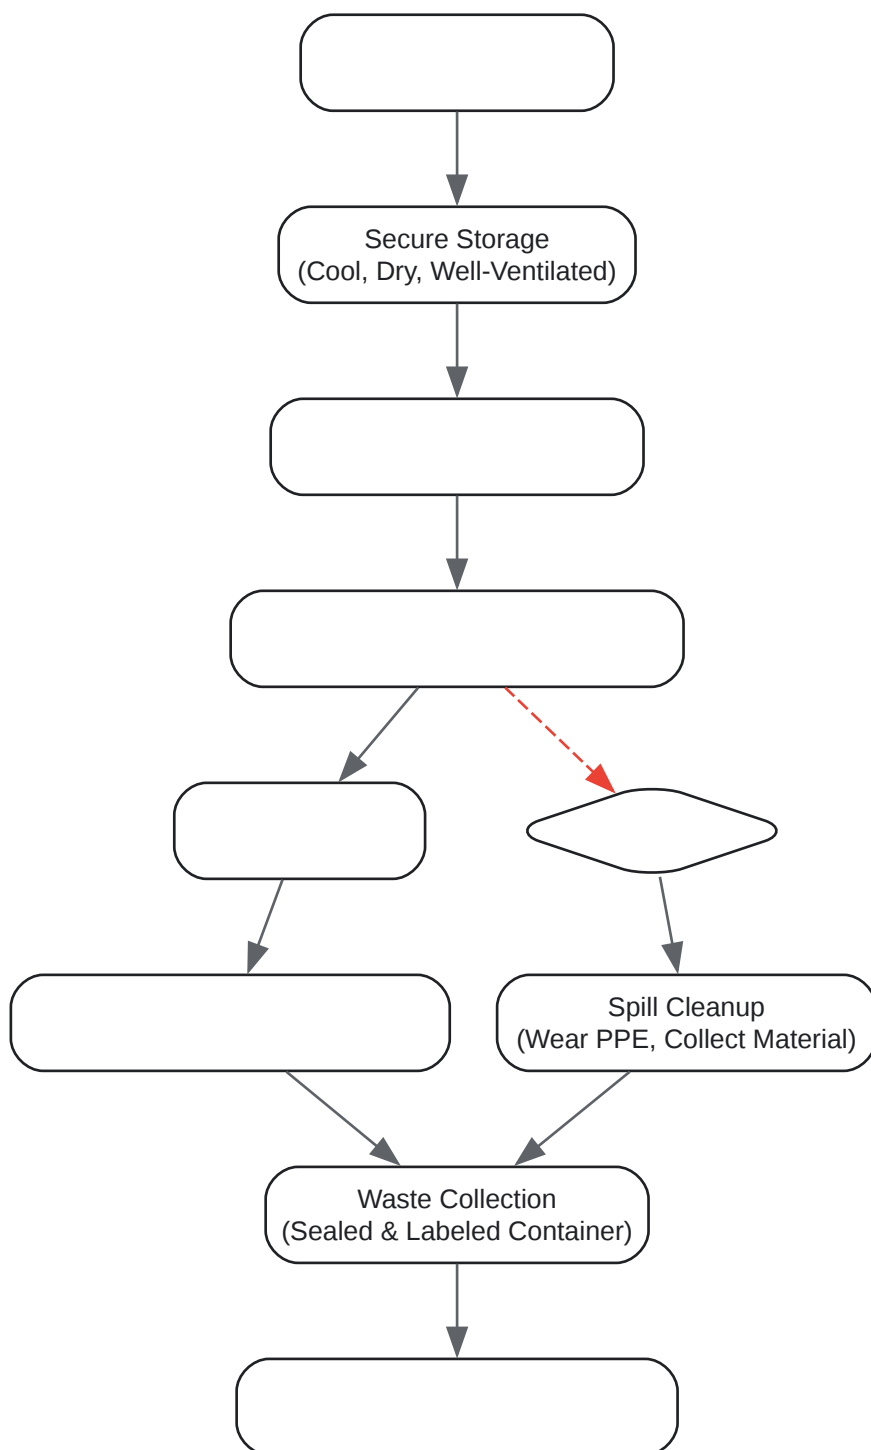 Secure Storage
(Cool, Dry, Well-Ventilated)
Spill Cleanup
(Wear PPE, Collect Material)
Waste Collection
(Sealed & Labeled Container)